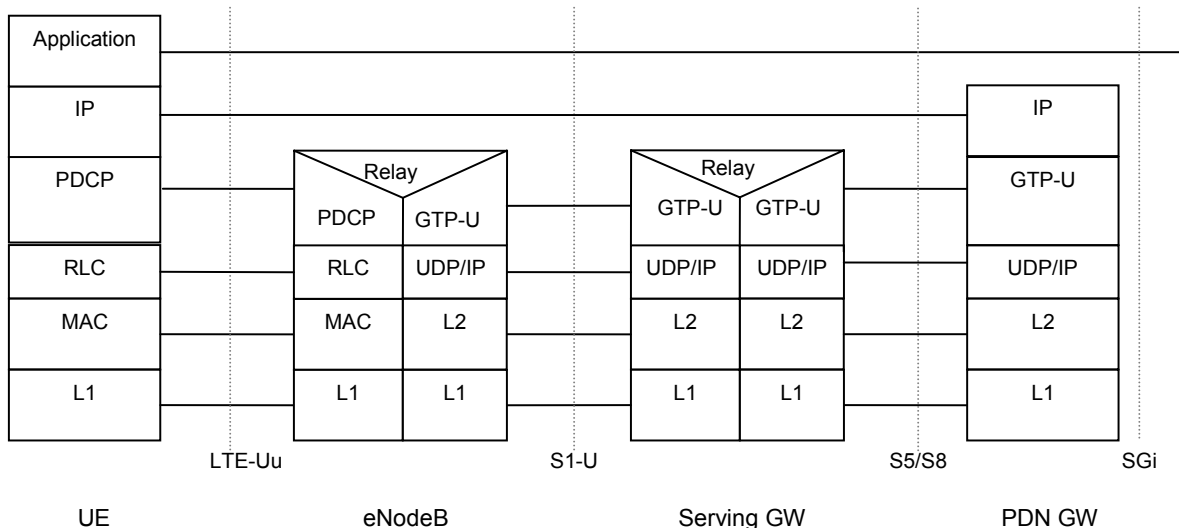 Application
IP
IP
Relay
Relay
PDCP
GTP-U
PDCP
GTP-U
GTP-U
GTP-U
RLC
RLC
UDP/IP
UDP/IP
UDP/IP
UDP/IP
MAC
MAC
L2
L2
L2
L2
L1
L1
L1
L1
L1
L1
LTE-Uu
S1-U
S5/S8
SGi
UE
eNodeB
Serving GW
PDN GW